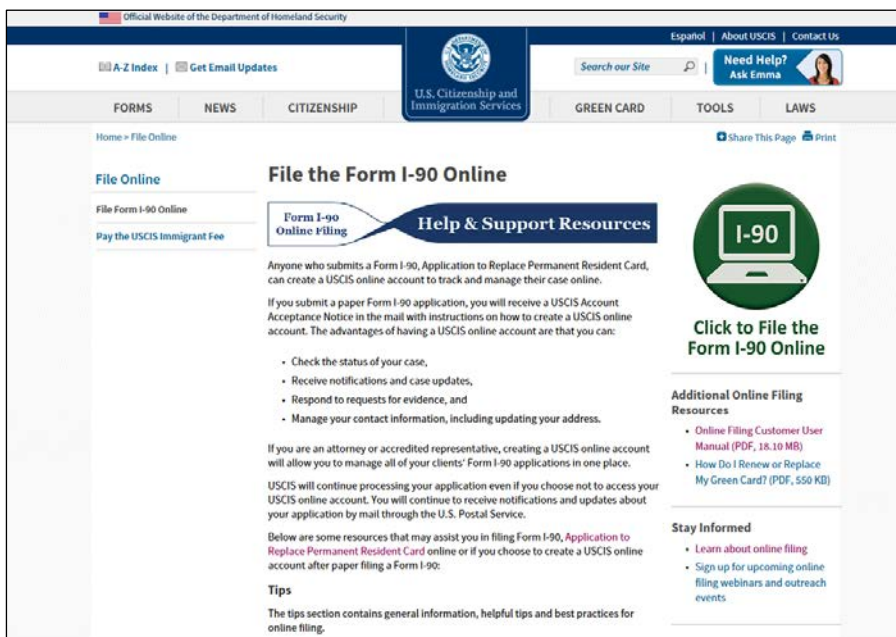 Official Website of the Department of Homeland Security
Español | About USCIS | Contact Us
A-Z Index | Get Email Updates
U.S. Citizenship and
Immigration Services
Search our Site
Need Help?
Ask Emma
FORMS NEWS CITIZENSHIP GREEN CARD TOOLS LAWS
Home > File Online
Share This Page Print
File Online
File Form I-90 Online
Pay the USCIS Immigrant Fee
File the Form I-90 Online
Form I-90
Online Filing
Help & Support Resources
Anyone who submits a Form I-90, Application to Replace Permanent Resident Card,
can create a USCIS online account to track and manage their case online.
If you submit a paper Form I-90 application, you will receive a USCIS Account
Acceptance Notice in the mail with instructions on how to create a USCIS online
account. The advantages of having a USCIS online account are that you can:
• Check the status of your case,
• Receive notifications and case updates,
• Respond to requests for evidence, and
• Manage your contact information, including updating your address.
If you are an attorney or accredited representative, creating a USCIS online account
will allow you to manage all of your clients' Form I-90 applications in one place.
USCIS will continue processing your application even if you choose not to access your
USCIS online account. You will continue to receive notifications and updates about
your application by mail through the U.S. Postal Service.
Below are some resources that may assist you in filing Form I-90, Application to
Replace Permanent Resident Card online or if you choose to create a USCIS online
account after paper filing a Form I-90:
Tips
The tips section contains general information, helpful tips and best practices for
online filing.
I-90
Click to File the
Form I-90 Online
Additional Online Filing
Resources
• Online Filing Customer User
Manual (PDF, 18.10 MB)
• How Do I Renew or Replace
My Green Card? (PDF, 550 KB)
Stay Informed
• Learn about online filing
• Sign up for upcoming online
filing webinars and outreach
events